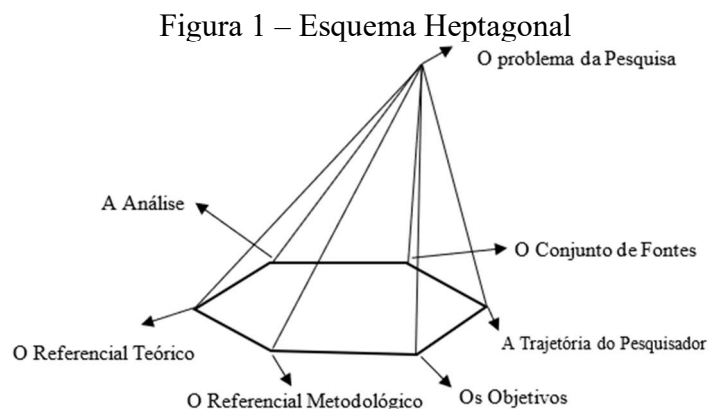 Figura 1 – Esquema Heptagonal
O problema da Pesquisa
A Análise
O Conjunto de Fontes
A Trajetória do Pesquisador
O Referencial Teórico
O Referencial Metodológico
Os Objetivos